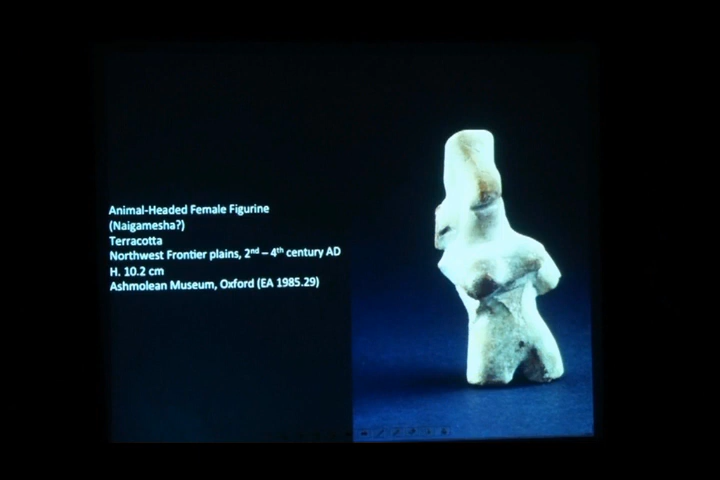 Animal-Headed Female Figurine
(Naigamesha?)
Terracotta
Northwest Frontier plains, 2nd – 4th century AD
H. 10.2 cm
Ashmolean Museum, Oxford (EA 1985.29)